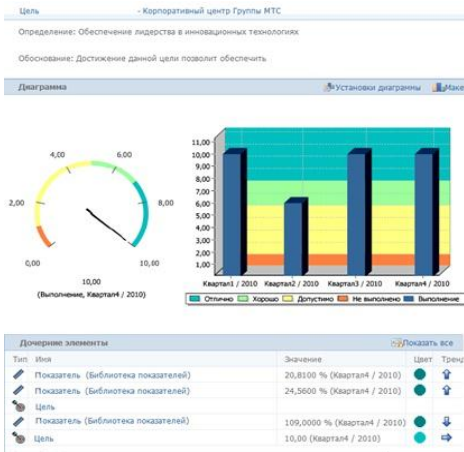 Цель - Корпоративный центр Группы МТС
Определение: Обеспечение лидерства в инновационных технологиях
Обоснование: Достижение данной цели позволит обеспечить
Диаграмма Установки диаграммы Маке
4,00 6,00
2,00 8,00
0,00 10,00
10,00
(Выполнение, Квартал4 / 2010)
11,00
10,00
9,00
8,00
7,00
6,00
5,00
4,00
3,00
2,00
1,00
Квартал1 / 2010 Квартал2 / 2010 Квартал3 / 2010 Квартал4 / 2010
Отлично Хорошо Допустимо Не выполнено Выполнение
Дочерние элементы Показать все
Тип Имя Значение Цвет Тренд
Показатель (Библиотека показателей) 20,8100 % (Квартал4 / 2010)
Показатель (Библиотека показателей) 24,5600 % (Квартал4 / 2010)
Цель
Показатель (Библиотека показателей) 109,0000 % (Квартал4 / 2010)
Цель 10,00 (Квартал4 / 2010)